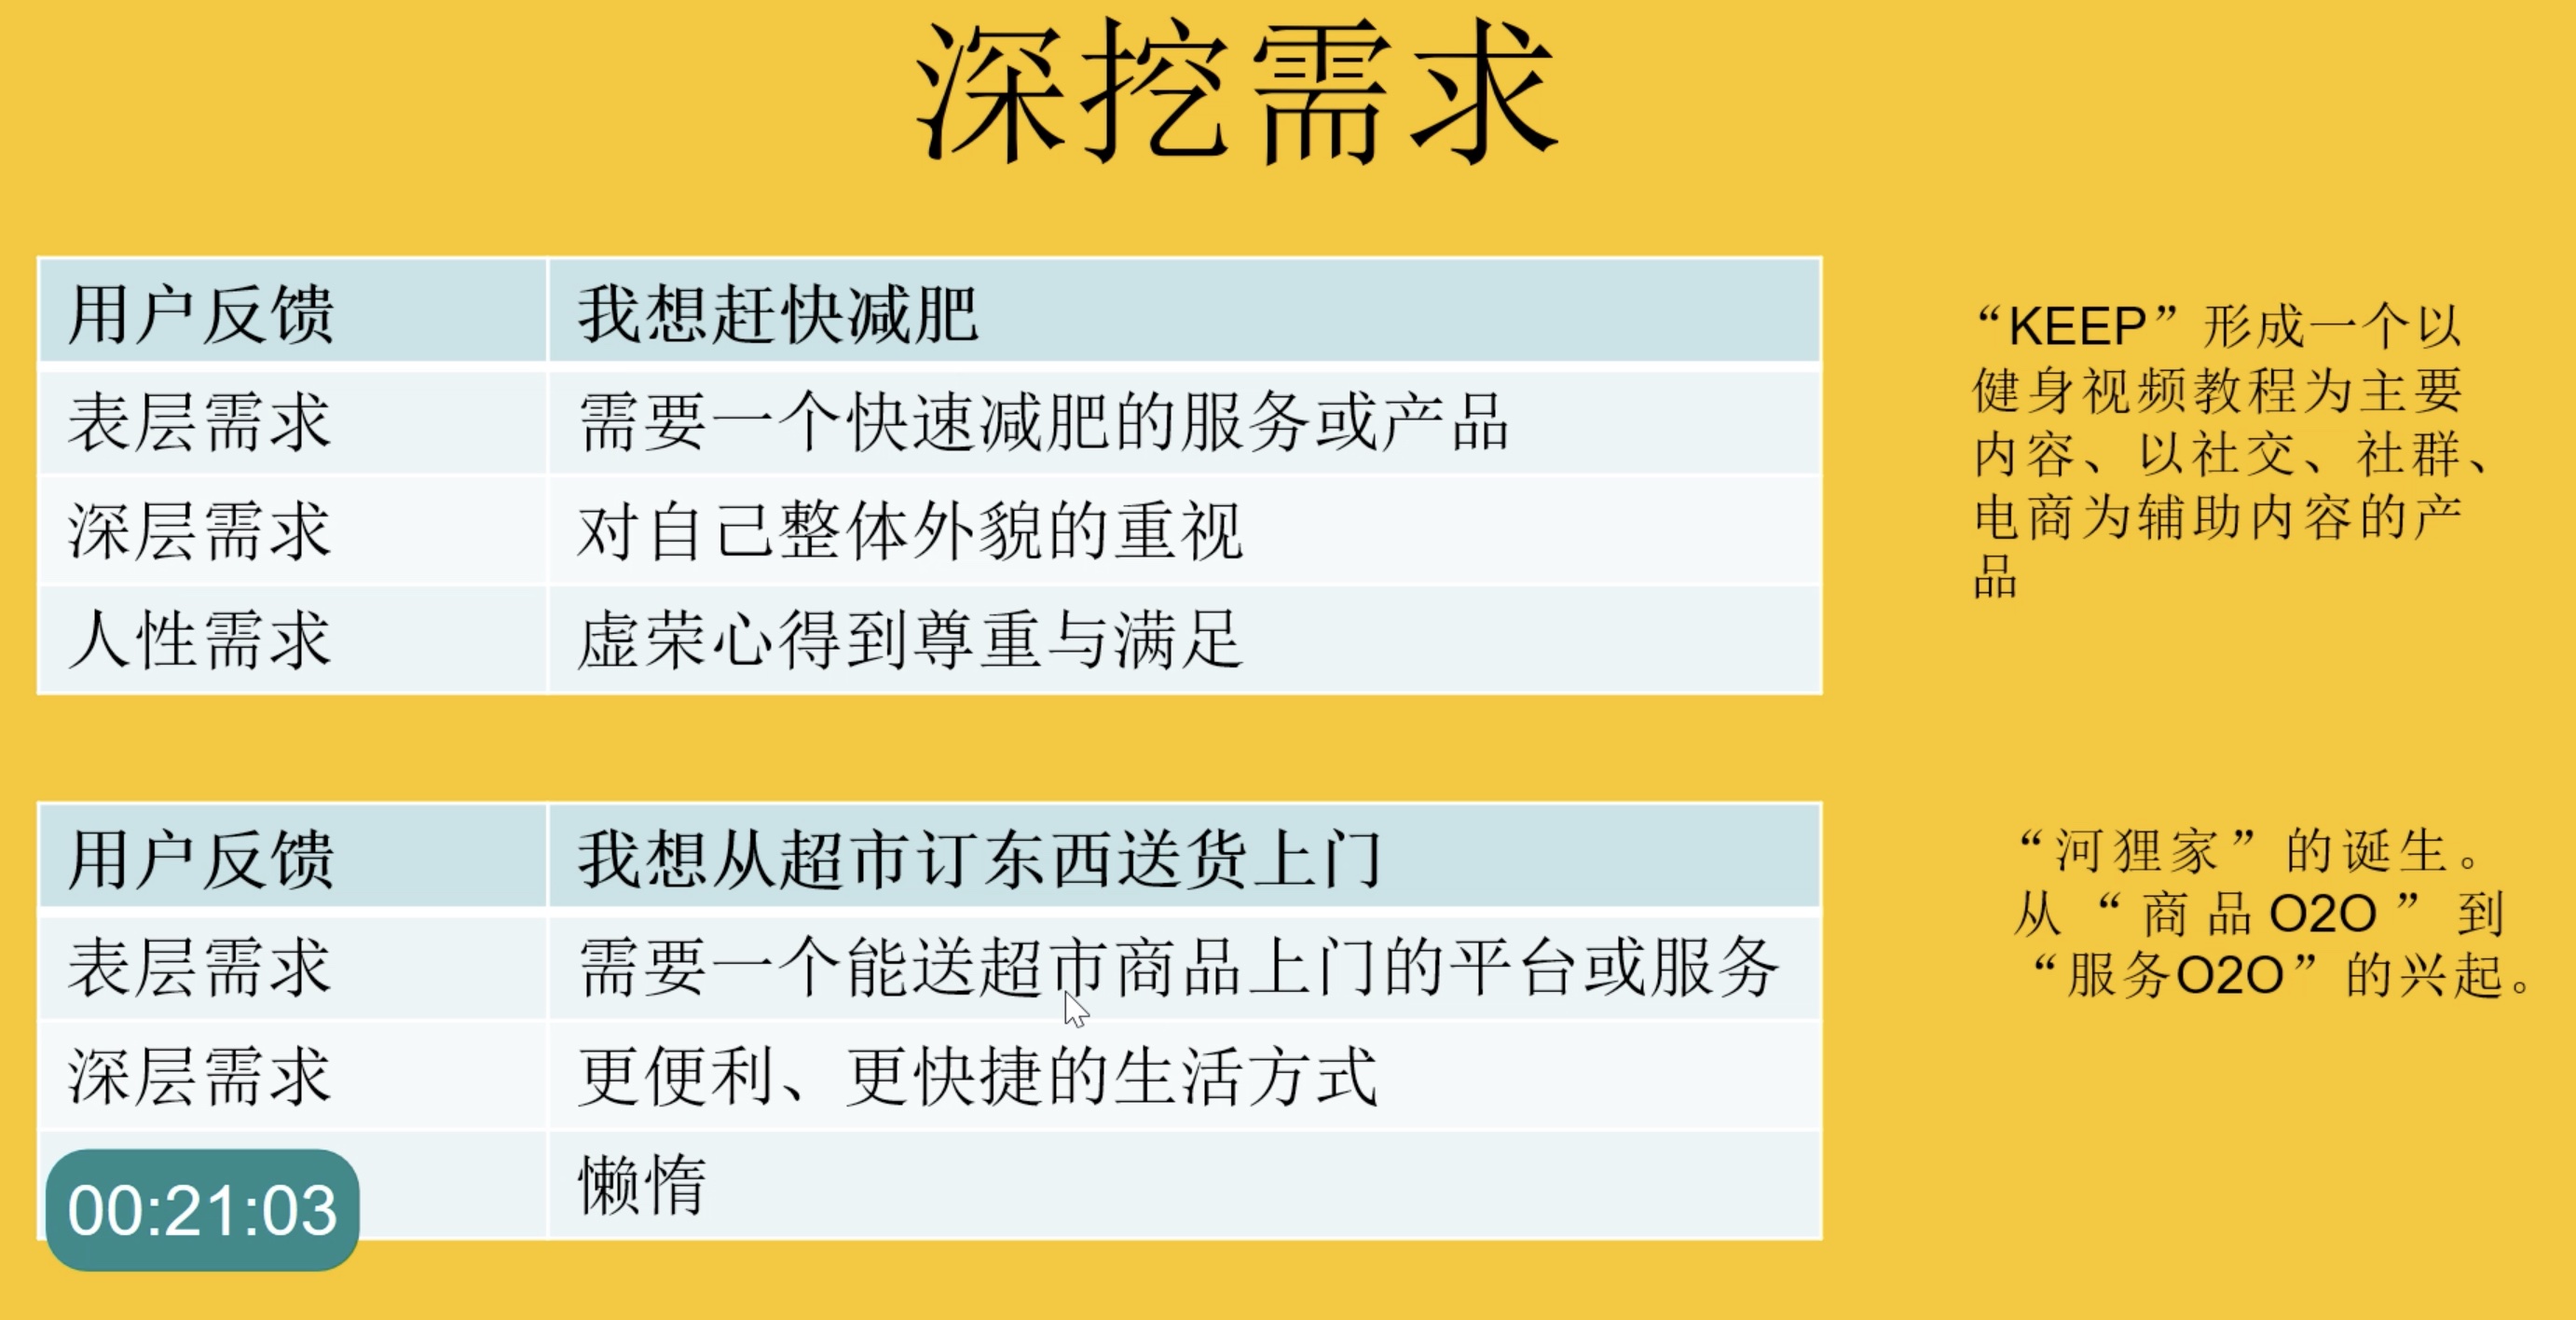 深挖需求
用户反馈 我想赶快减肥
表层需求 需要一个快速减肥的服务或产品
深层需求 对自己整体外貌的重视
人性需求 虚荣心得到尊重与满足
“KEEP”形成一个以
健身视频教程为主要
内容、以社交、社群、
电商为辅助内容的产
品
用户反馈 我想从超市订东西送货上门
表层需求 需要一个能送超市商品上门的平台或服务
深层需求 更便利、更快捷的生活方式
懒惰
“河狸家”的诞生。
从“商品O2O”到
“服务O2O”的兴起。
00:21:03